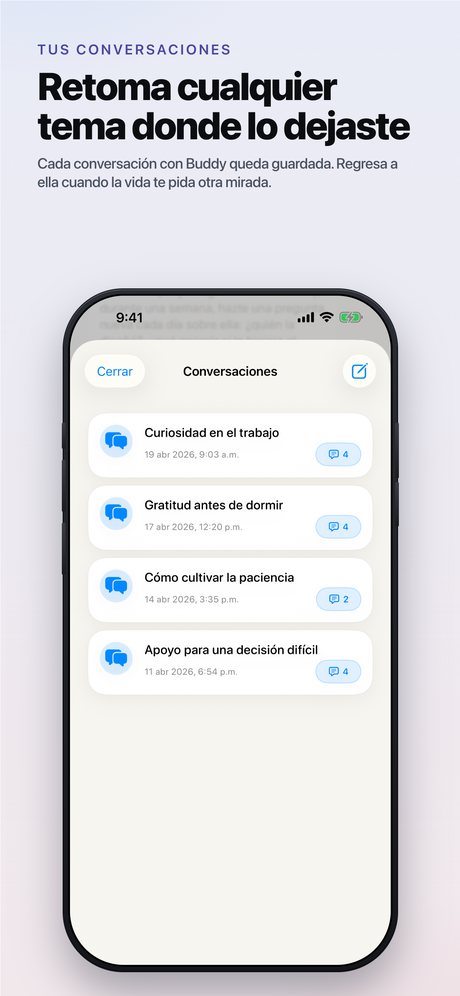 TUS CONVERSACIONES
Retoma cualquier
tema donde lo dejaste
Cada conversación con Buddy queda guardada. Regresa a
ella cuando la vida te pida otra mirada.
9:41
Cerrar
Conversaciones
Curiosidad en el trabajo
19 abr 2026, 9:03 a.m.
4
Gratitud antes de dormir
17 abr 2026, 12:20 p.m.
4
Cómo cultivar la paciencia
14 abr 2026, 3:35 p.m.
2
Apoyo para una decisión difícil
11 abr 2026, 6:54 p.m.
4